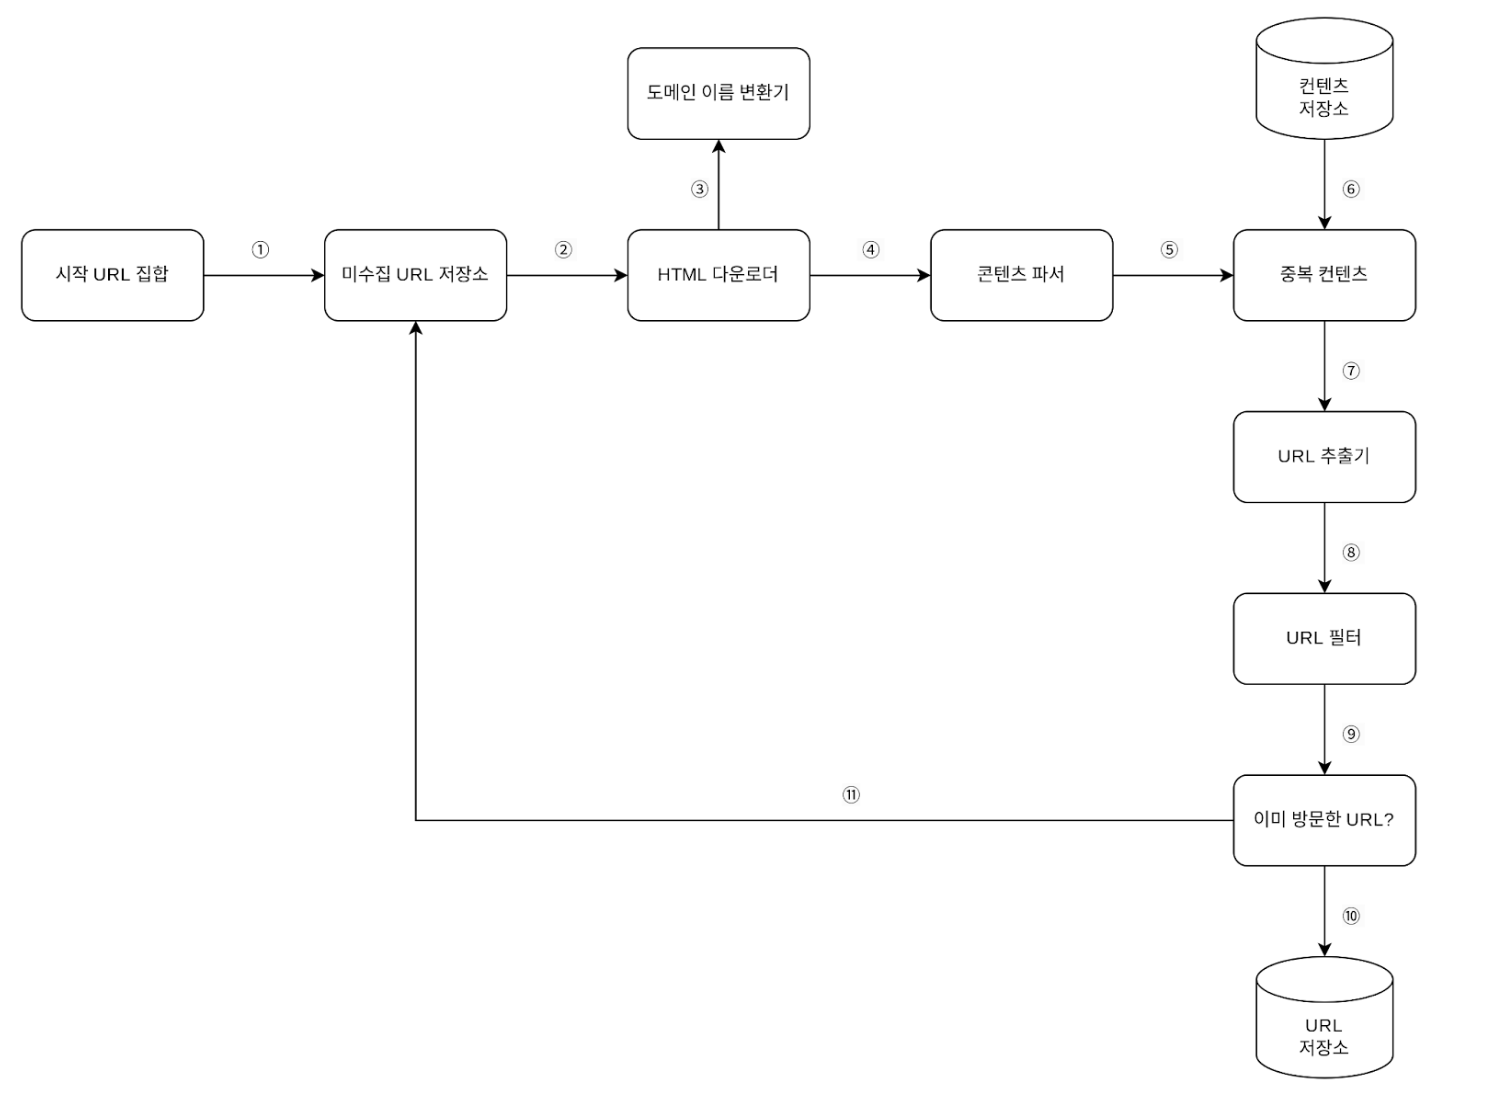 컨텐츠
저장소
도메인 이름 변환기
③
⑥
①
②
④
⑤
시작 URL 집합
미수집 URL 저장소
HTML 다운로더
콘텐츠 파서
중복 컨텐츠
⑦
URL 추출기
⑧
URL 필터
⑨
⑪
이미 방문한 URL?
⑩
URL
저장소